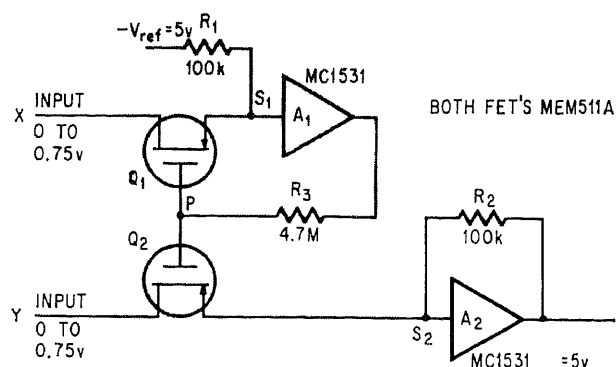 -Vref =5v R1
100k
MC1531
S1
A1
BOTH FET'S MEM511A
X INPUT
0 TO
0.75v
Q1
P
R3
4.7M
Q2
R2
100k
Y INPUT
0 TO
0.75v
S2
A2
MC1531 =5v